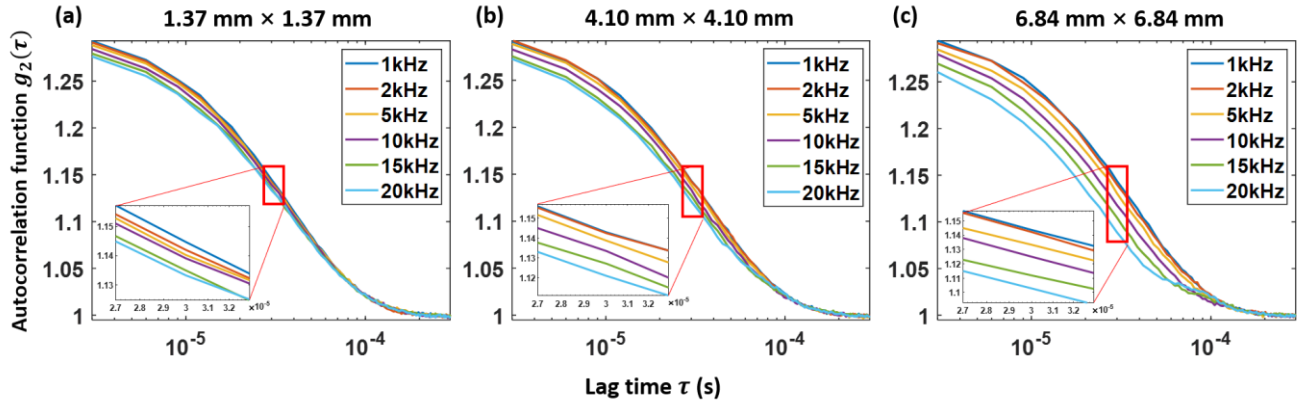 (a) 1.37 mm × 1.37 mm
(b) 4.10 mm × 4.10 mm
(c) 6.84 mm × 6.84 mm
Autocorrelation function g₂(τ)
1.25
1.2
1.15
1.1
1.05
1
1kHz
2kHz
5kHz
10kHz
15kHz
20kHz
1.15
1.14
1.13
2.7 2.8 2.9 3 3.1 3.2 ×10⁻⁵
10⁻⁵ 10⁻⁴
1.25
1.2
1.15
1.1
1.05
1
1kHz
2kHz
5kHz
10kHz
15kHz
20kHz
1.15
1.14
1.13
1.12
2.7 2.8 2.9 3 3.1 3.2 ×10⁻⁵
10⁻⁵ 10⁻⁴
1.25
1.2
1.15
1.1
1.05
1
1kHz
2kHz
5kHz
10kHz
15kHz
20kHz
1.15
1.14
1.13
1.12
1.11
1.1
2.7 2.8 2.9 3 3.1 3.2 ×10⁻⁵
10⁻⁵ 10⁻⁴
Lag time τ (s)